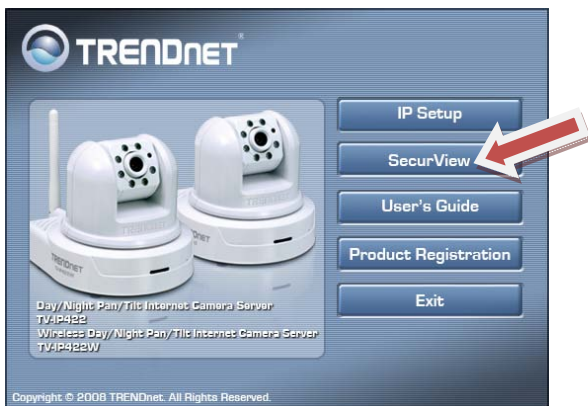 TRENDNET
IP Setup
SecurView
User's Guide
Product Registration
Exit
Day/Night Pan/Tilt Internet Camera Server
TV-IP422
Wireless Day/Night Pan/Tilt Internet Camera Server
TV-IP422W
Copyright © 2008 TRENDnet. All Rights Reserved.